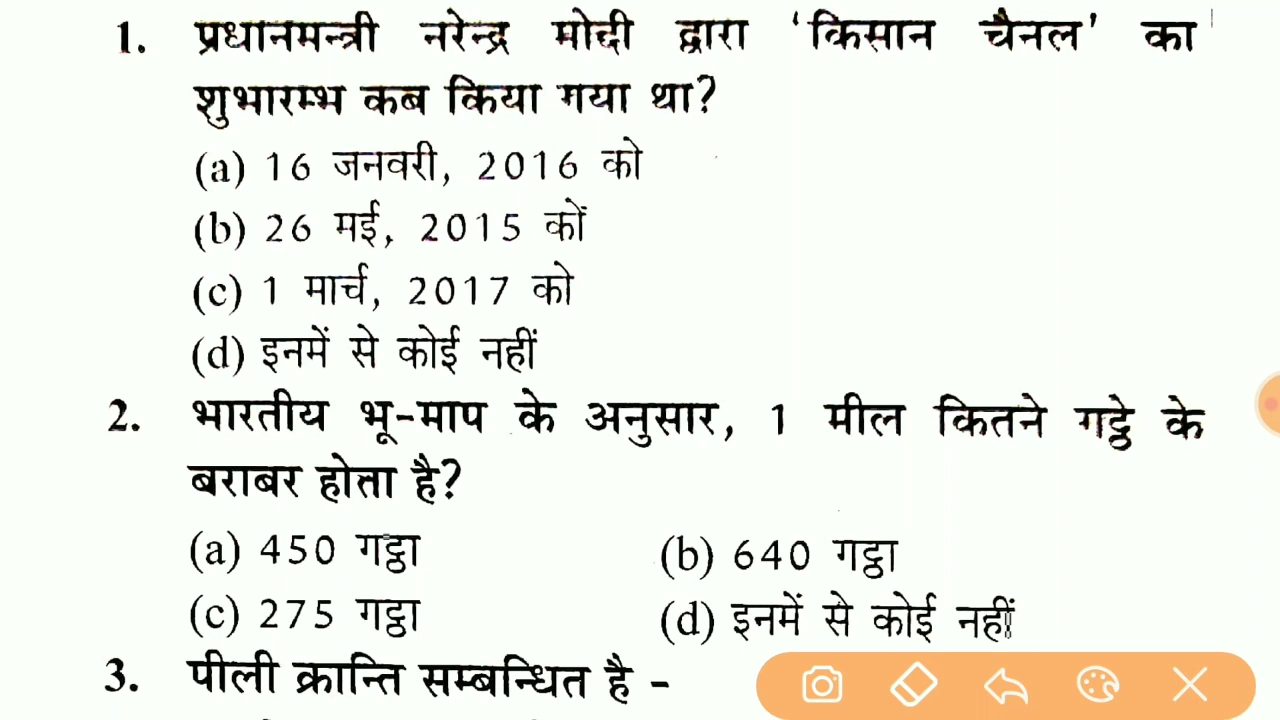 1. प्रधानमन्त्री नरेन्द्र मोदी द्वारा ‘किसान चैनल’ का
शुभारम्भ कब किया गया था?
(a) 16 जनवरी, 2016 को
(b) 26 मई, 2015 कों
(c) 1 मार्च, 2017 को
(d) इनमें से कोई नहीं
2. भारतीय भू-माप के अनुसार, 1 मील कितने गट्ठे के
बराबर होता है?
(a) 450 गट्ठा (b) 640 गट्ठा
(c) 275 गट्ठा (d) इनमें से कोई नहीं
3. पीली क्रान्ति सम्बन्धित है -